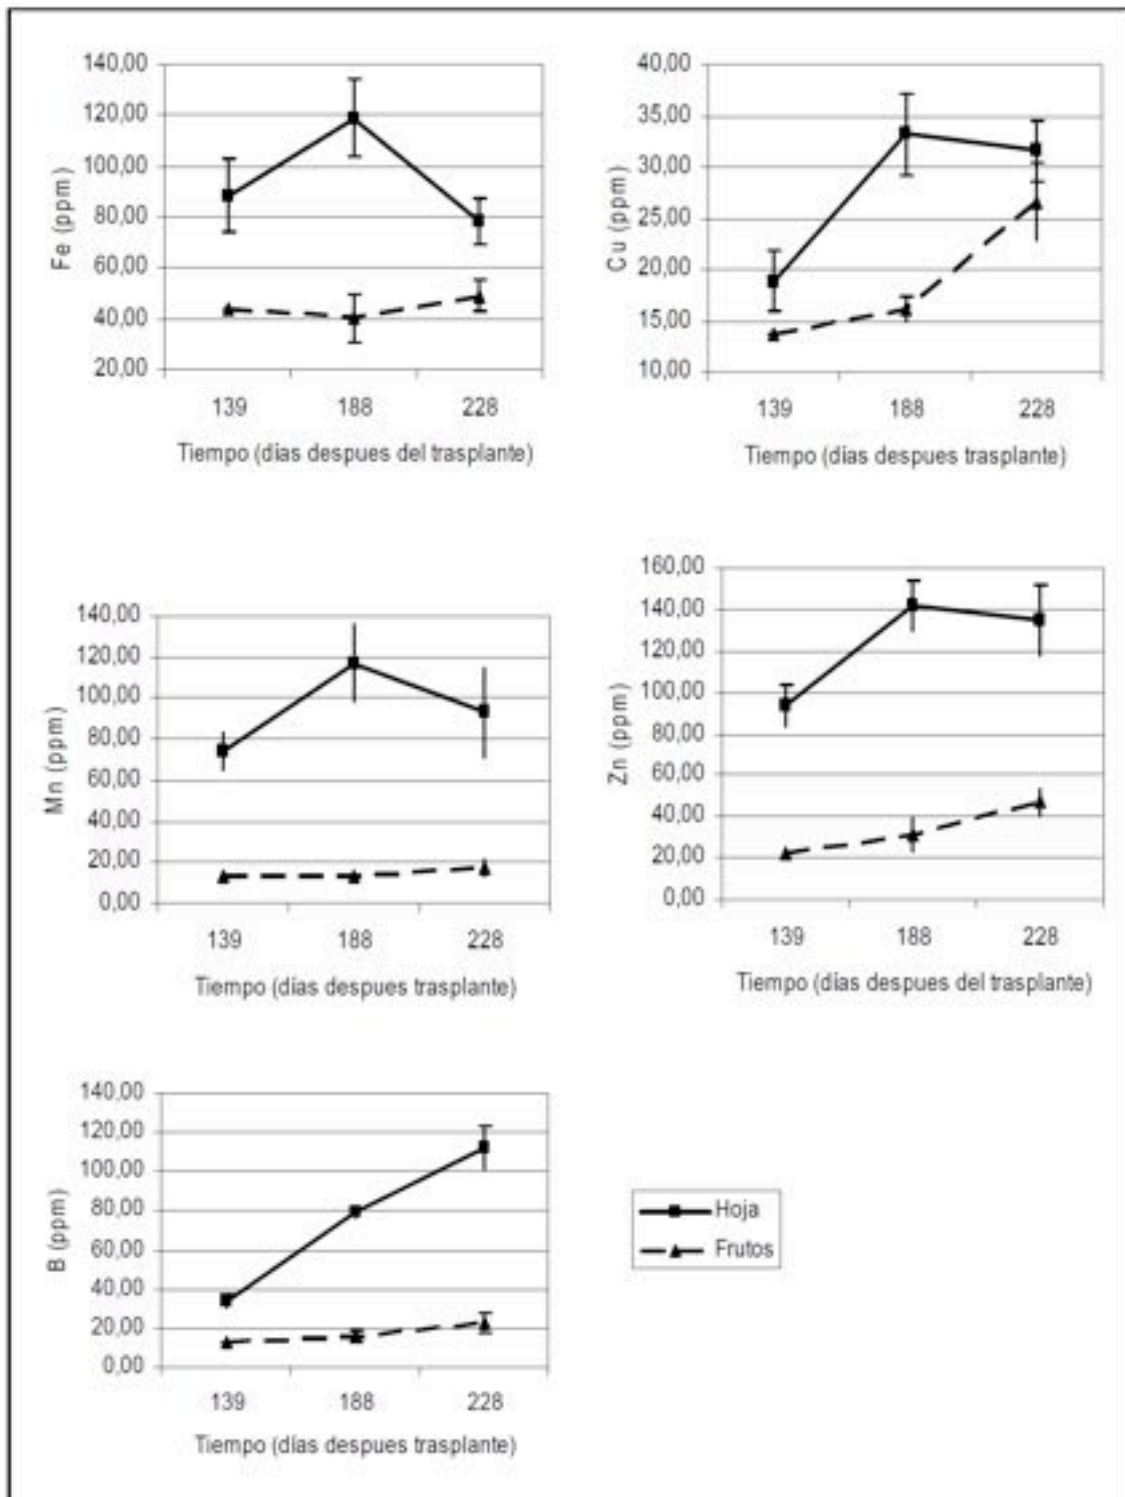 140,00
120,00
100,00
80,00
60,00
40,00
20,00
Fe (ppm)
139 188 228
Tiempo (días despues del trasplante)
40,00
35,00
30,00
25,00
20,00
15,00
10,00
Cu (ppm)
139 188 228
Tiempo (días despues trasplante)
140,00
120,00
100,00
80,00
60,00
40,00
20,00
0,00
Mn (ppm)
139 188 228
Tiempo (días despues trasplante)
160,00
140,00
120,00
100,00
80,00
60,00
40,00
20,00
0,00
Zn (ppm)
139 188 228
Tiempo (días despues del trasplante)
140,00
120,00
100,00
80,00
60,00
40,00
20,00
0,00
B (ppm)
139 188 228
Tiempo (días despues trasplante)
Hoja
Frutos